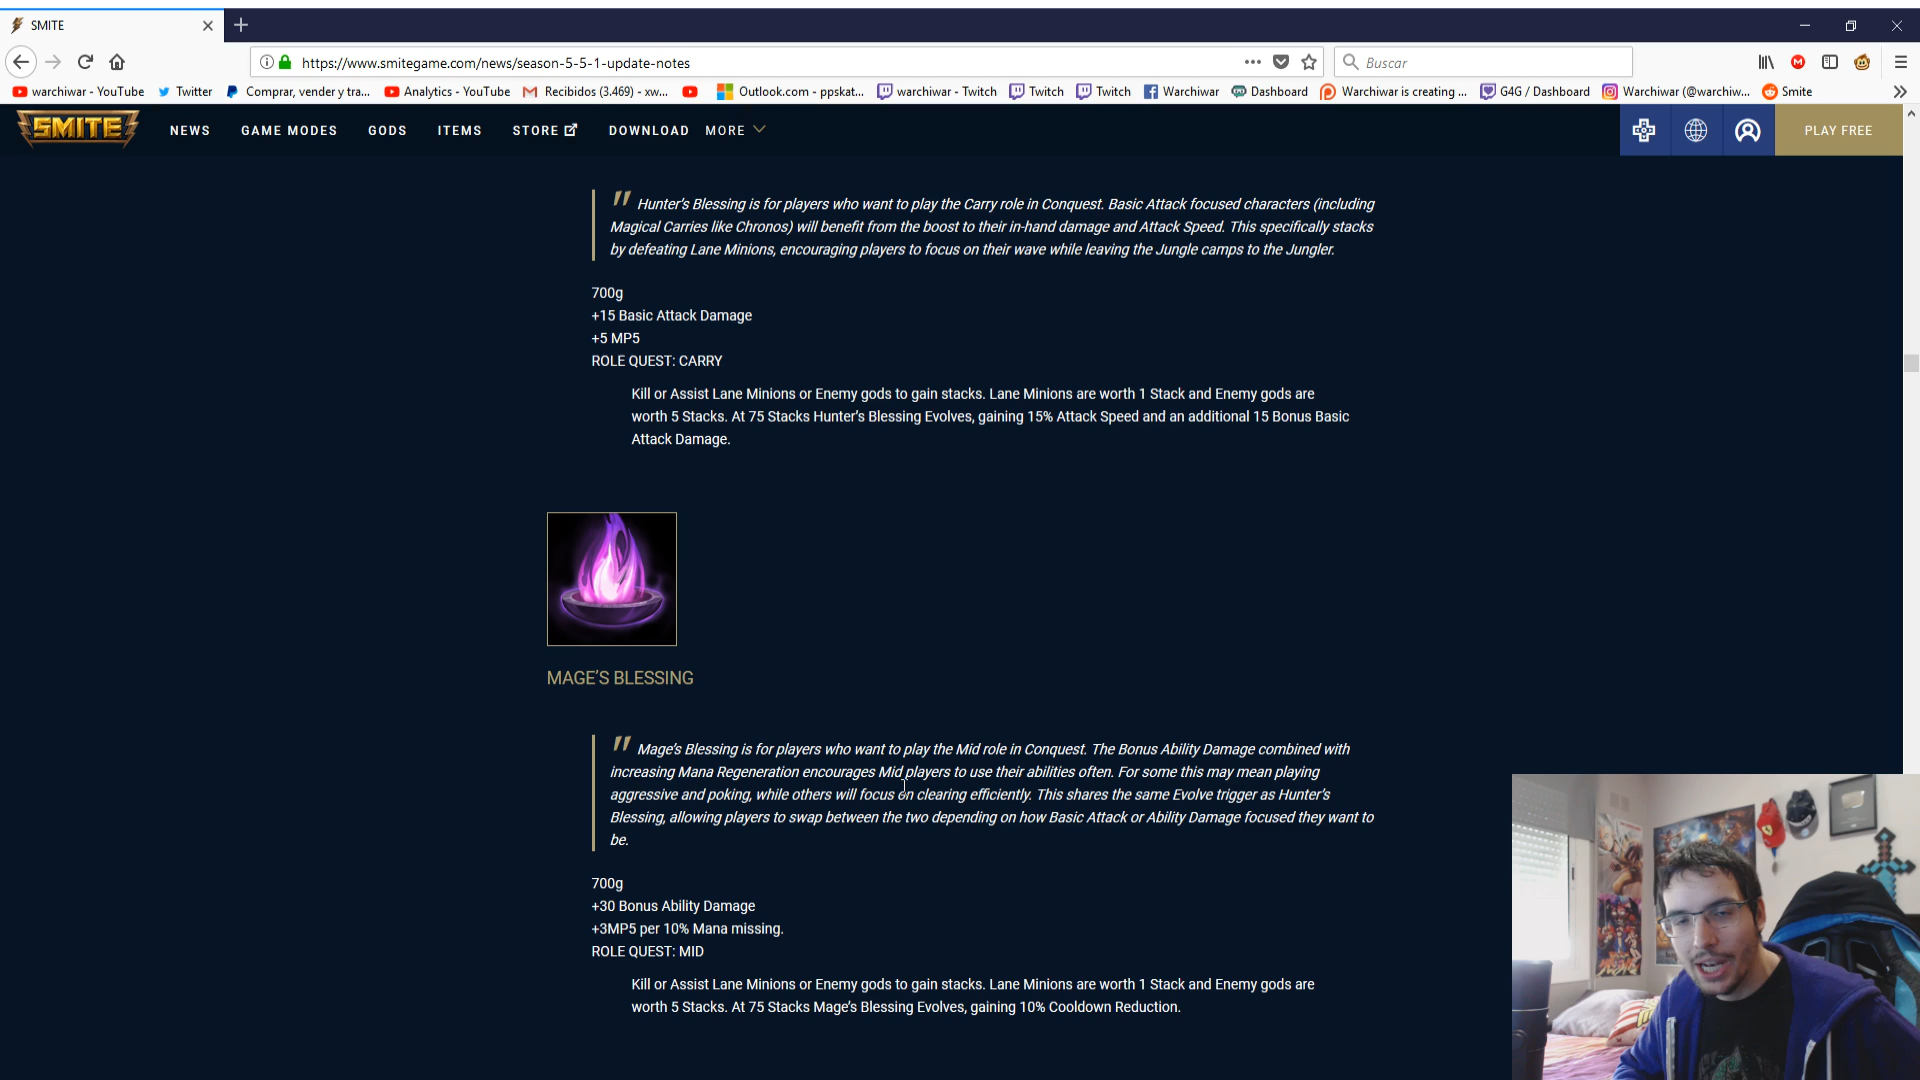 SMITE
https://www.smitegame.com/news/season-5-5-1-update-notes
Buscar
warchiwar - YouTube
Twitter
Comprar, vender y tra...
Analytics - YouTube
Recibidos (3.469) - xw...
Outlook.com - ppskat...
warchiwar - Twitch
Twitch
Twitch
Warchiwar
Dashboard
Warchiwar is creating ...
G4G / Dashboard
Warchiwar (@warchiw...
Smite
SMITE
NEWS
GAME MODES
GODS
ITEMS
STORE
DOWNLOAD
MORE
PLAY FREE
" Hunter's Blessing is for players who want to play the Carry role in Conquest. Basic Attack focused characters (including
Magical Carries like Chronos) will benefit from the boost to their in-hand damage and Attack Speed. This specifically stacks
by defeating Lane Minions, encouraging players to focus on their wave while leaving the Jungle camps to the Jungler.
700g
+15 Basic Attack Damage
+5 MP5
ROLE QUEST: CARRY
Kill or Assist Lane Minions or Enemy gods to gain stacks. Lane Minions are worth 1 Stack and Enemy gods are
worth 5 Stacks. At 75 Stacks Hunter's Blessing Evolves, gaining 15% Attack Speed and an additional 15 Bonus Basic
Attack Damage.
MAGE'S BLESSING
" Mage's Blessing is for players who want to play the Mid role in Conquest. The Bonus Ability Damage combined with
increasing Mana Regeneration encourages Mid players to use their abilities often. For some this may mean playing
aggressive and poking, while others will focus on clearing efficiently. This shares the same Evolve trigger as Hunter's
Blessing, allowing players to swap between the two depending on how Basic Attack or Ability Damage focused they want to
be.
700g
+30 Bonus Ability Damage
+3MP5 per 10% Mana missing.
ROLE QUEST: MID
Kill or Assist Lane Minions or Enemy gods to gain stacks. Lane Minions are worth 1 Stack and Enemy gods are
worth 5 Stacks. At 75 Stacks Mage's Blessing Evolves, gaining 10% Cooldown Reduction.